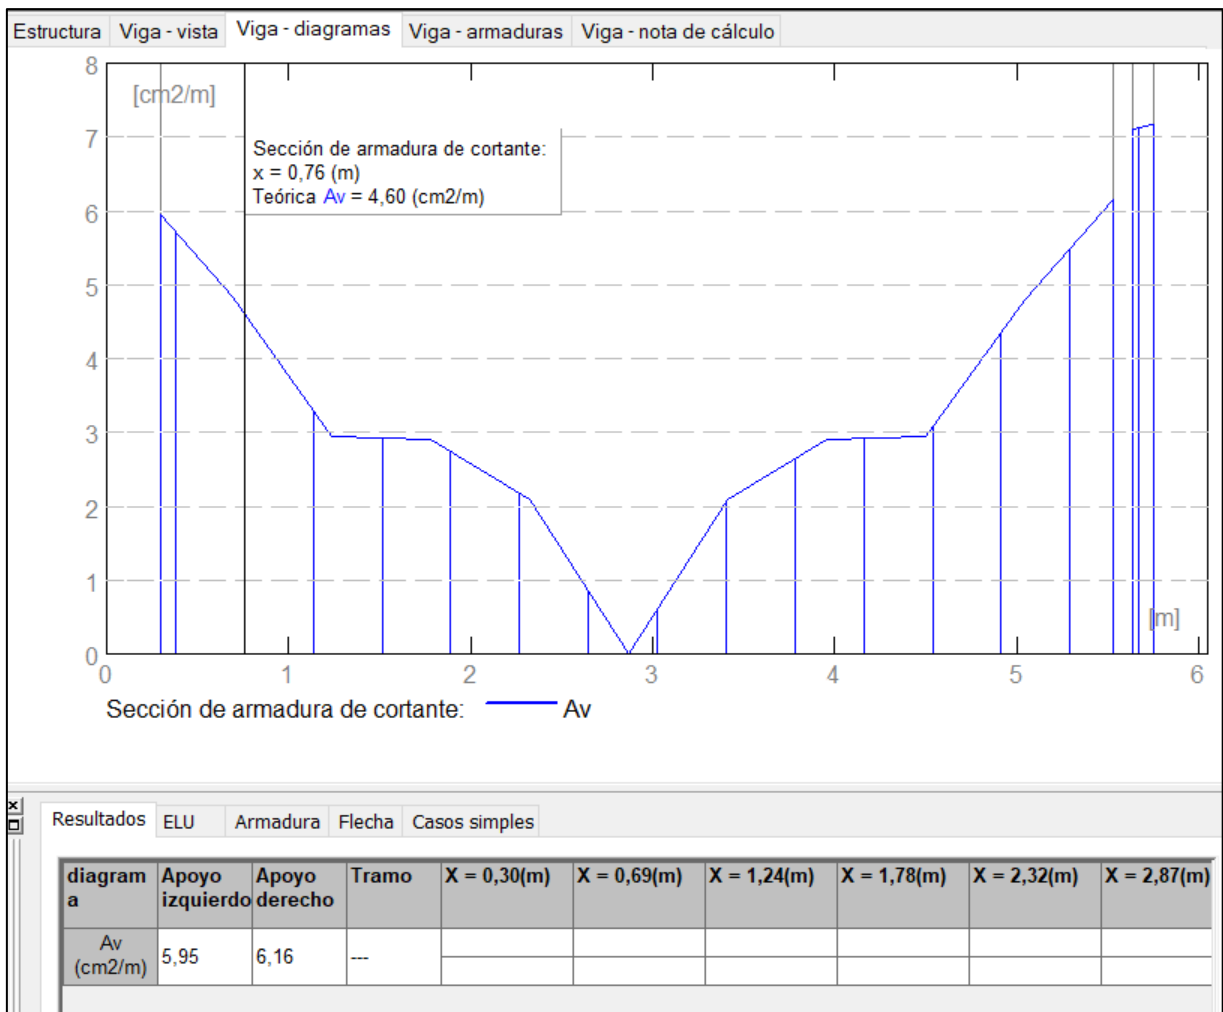 Estructura Viga - vista Viga - diagramas Viga - armaduras Viga - nota de cálculo
8
[cm2/m]
7
Sección de armadura de cortante:
x = 0,76 (m)
Teórica Av = 4,60 (cm2/m)
6
5
4
3
2
1
[m]
0
0 1 2 3 4 5 6
Sección de armadura de cortante: Av
Resultados ELU Armadura Flecha Casos simples
diagram Apoyo Apoyo Tramo X = 0,30(m) X = 0,69(m) X = 1,24(m) X = 1,78(m) X = 2,32(m) X = 2,87(m)
a izquierdo derecho
Av
5,95 6,16 ---
(cm2/m)